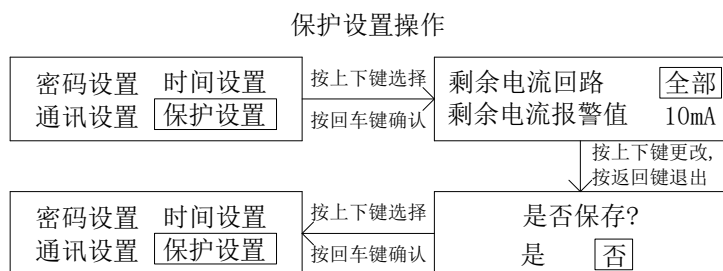 保护设置操作
密码设置 时间设置
通讯设置 保护设置
按上下键选择
按回车键确认
剩余电流回路 全部
剩余电流报警值 10mA
按上下键更改,
按返回键退出
是否保存?
是 否
按上下键选择
按回车键确认
密码设置 时间设置
通讯设置 保护设置